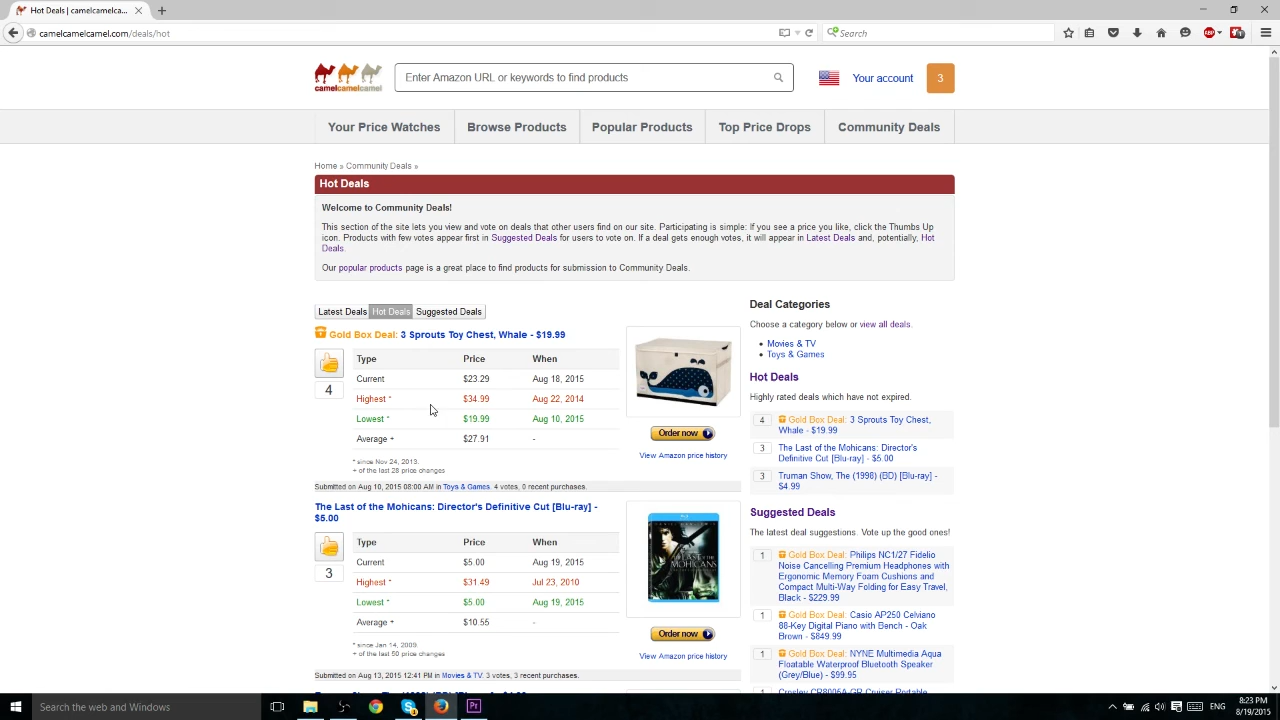 Hot Deals | camelcamelcamel...
camelcamelcamel.com/deals/hot
Search
ABP
camelcamelcamel
Enter Amazon URL or keywords to find products
Your account
3
Your Price Watches
Browse Products
Popular Products
Top Price Drops
Community Deals
Home » Community Deals »
Hot Deals
Welcome to Community Deals!
This section of the site lets you view and vote on deals that other users find on our site. Participating is simple: If you see a price you like, click the Thumbs Up
icon. Products with few votes appear first in Suggested Deals for users to vote on. If a deal gets enough votes, it will appear in Latest Deals and, potentially, Hot
Deals.
Our popular products page is a great place to find products for submission to Community Deals.
Latest Deals Hot Deals Suggested Deals
Gold Box Deal: 3 Sprouts Toy Chest, Whale - $19.99
4
Type Price When
Current $23.29 Aug 18, 2015
Highest * $34.99 Aug 22, 2014
Lowest * $19.99 Aug 10, 2015
Average + $27.91 -
* since Nov 24, 2013.
+ of the last 28 price changes
Order now
View Amazon price history
Submitted on Aug 10, 2015 08:00 AM in Toys & Games. 4 votes, 0 recent purchases.
The Last of the Mohicans: Director's Definitive Cut [Blu-ray] -
$5.00
3
Type Price When
Current $5.00 Aug 19, 2015
Highest * $31.49 Jul 23, 2010
Lowest * $5.00 Aug 19, 2015
Average + $10.55 -
* since Jan 14, 2009.
+ of the last 50 price changes
MOHICANS
Order now
View Amazon price history
Submitted on Aug 13, 2015 12:41 PM in Movies & TV. 3 votes, 3 recent purchases.
Deal Categories
Choose a category below or view all deals.
• Movies & TV
• Toys & Games
Hot Deals
Highly rated deals which have not expired.
4 Gold Box Deal: 3 Sprouts Toy Chest,
Whale - $19.99
3 The Last of the Mohicans: Director's
Definitive Cut [Blu-ray] - $5.00
3 Truman Show, The (1998) (BD) [Blu-ray] -
$4.99
Suggested Deals
The latest deal suggestions. Vote up the good ones!
1 Gold Box Deal: Philips NC1/27 Fidelio
Noise Cancelling Premium Headphones with
Ergonomic Memory Foam Cushions and
Compact Multi-Way Folding for Easy Travel,
Black - $229.99
1 Gold Box Deal: Casio AP250 Celviano
88-Key Digital Piano with Bench - Oak
Brown - $849.99
1 Gold Box Deal: NYNE Multimedia Aqua
Floatable Waterproof Bluetooth Speaker
(Grey/Blue) - $99.95
Crosley CR8005A-GR Cruiser Portable
Search the web and Windows
Pr
ENG
8:23 PM
8/19/2015